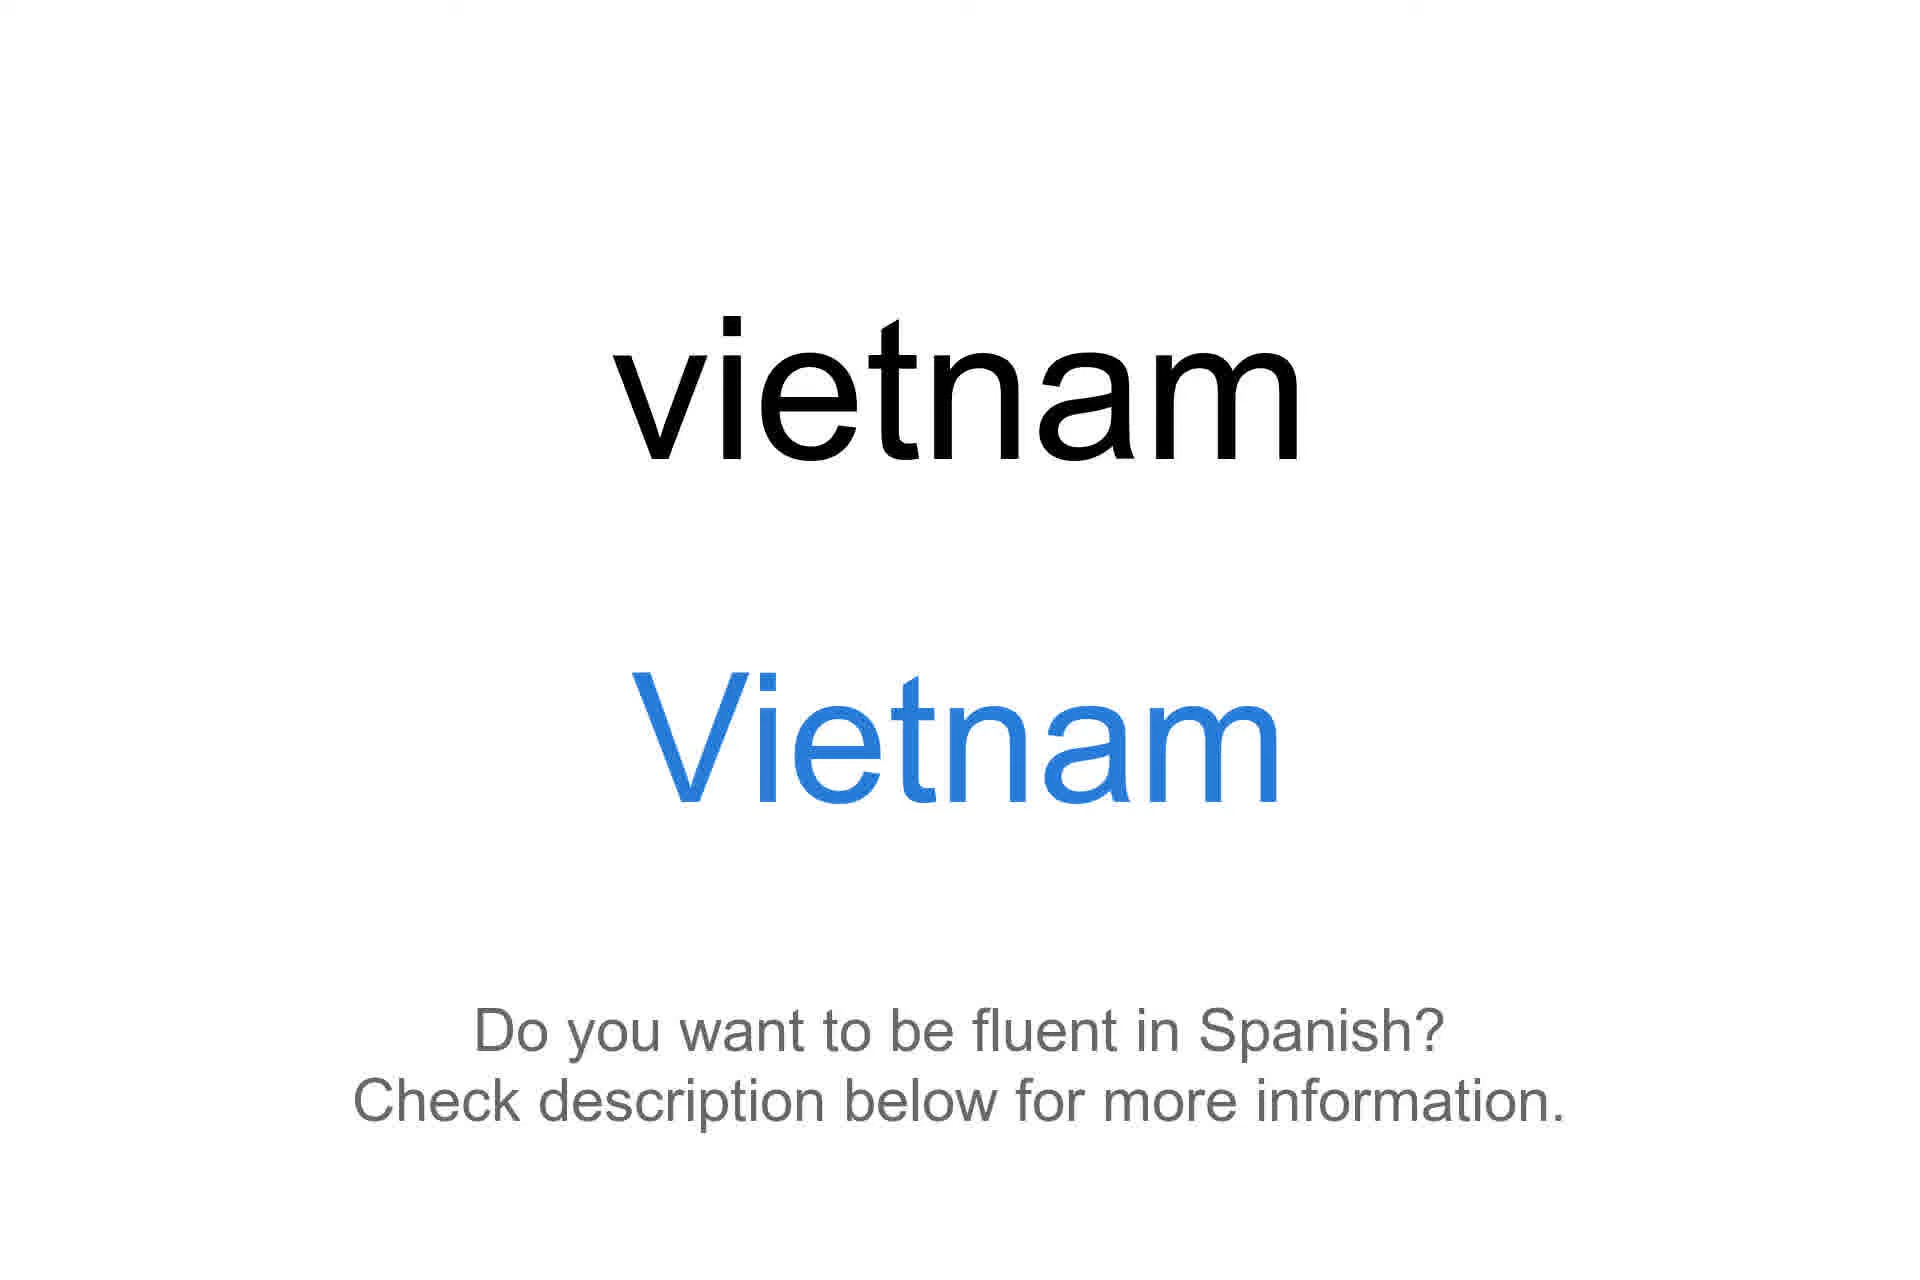 vietnam
Vietnam
Do you want to be fluent in Spanish?
Check description below for more information.